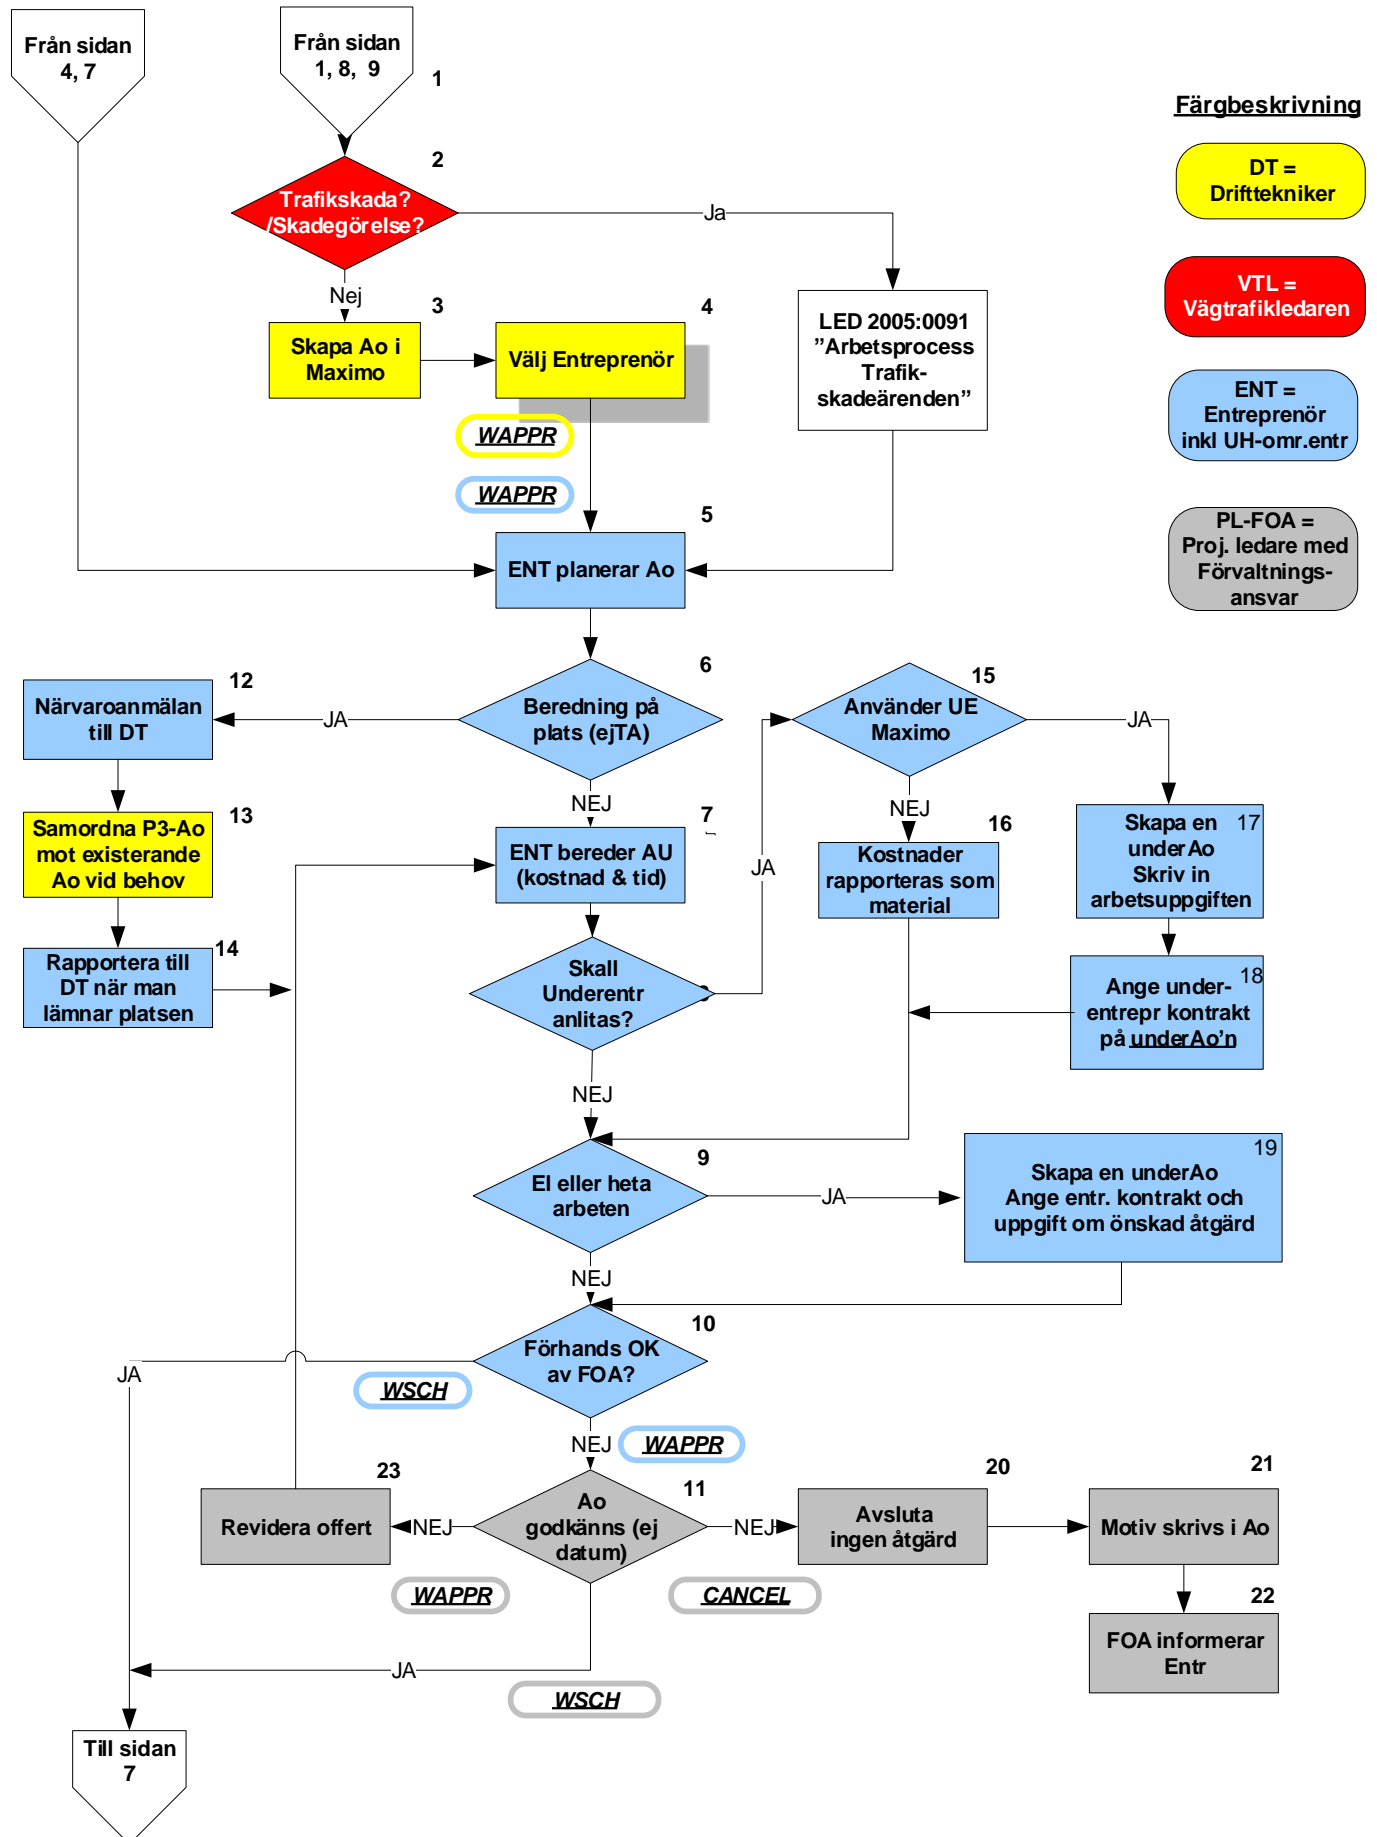 Från sidan
4, 7
Från sidan
1, 8, 9
1
Färgbeskrivning
DT =
Drifttekniker
VTL =
Vägtrafikledaren
ENT =
Entreprenör
inkl UH-omr.entr
PL-FOA =
Proj. ledare med
Förvaltnings-
ansvar
2
Trafikskada?
/Skadegörelse?
Ja
Nej
3
Skapa Ao i
Maximo
4
Välj Entreprenör
LED 2005:0091
”Arbetsprocess
Trafik-
skadeärenden”
WAPPR
WAPPR
5
ENT planerar Ao
6
Beredning på
plats (ejTA)
JA
NEJ
12
Närvaroanmälan
till DT
13
Samordna P3-Ao
mot existerande
Ao vid behov
14
Rapportera till
DT när man
lämnar platsen
7
ENT bereder AU
(kostnad & tid)
Skall
Underentr
anlitas?
JA
NEJ
15
Använder UE
Maximo
JA
NEJ
16
Kostnader
rapporteras som
material
17
Skapa en
underAo
Skriv in
arbetsuppgiften
18
Ange under-
entrepr kontrakt
på underAo’n
9
El eller heta
arbeten
JA
NEJ
19
Skapa en underAo
Ange entr. kontrakt och
uppgift om önskad åtgärd
10
Förhands OK
av FOA?
JA
WSCH
NEJ
WAPPR
11
Ao
godkänns (ej
datum)
NEJ
NEJ
23
Revidera offert
WAPPR
20
Avsluta
ingen åtgärd
CANCEL
21
Motiv skrivs i Ao
22
FOA informerar
Entr
JA
WSCH
Till sidan
7